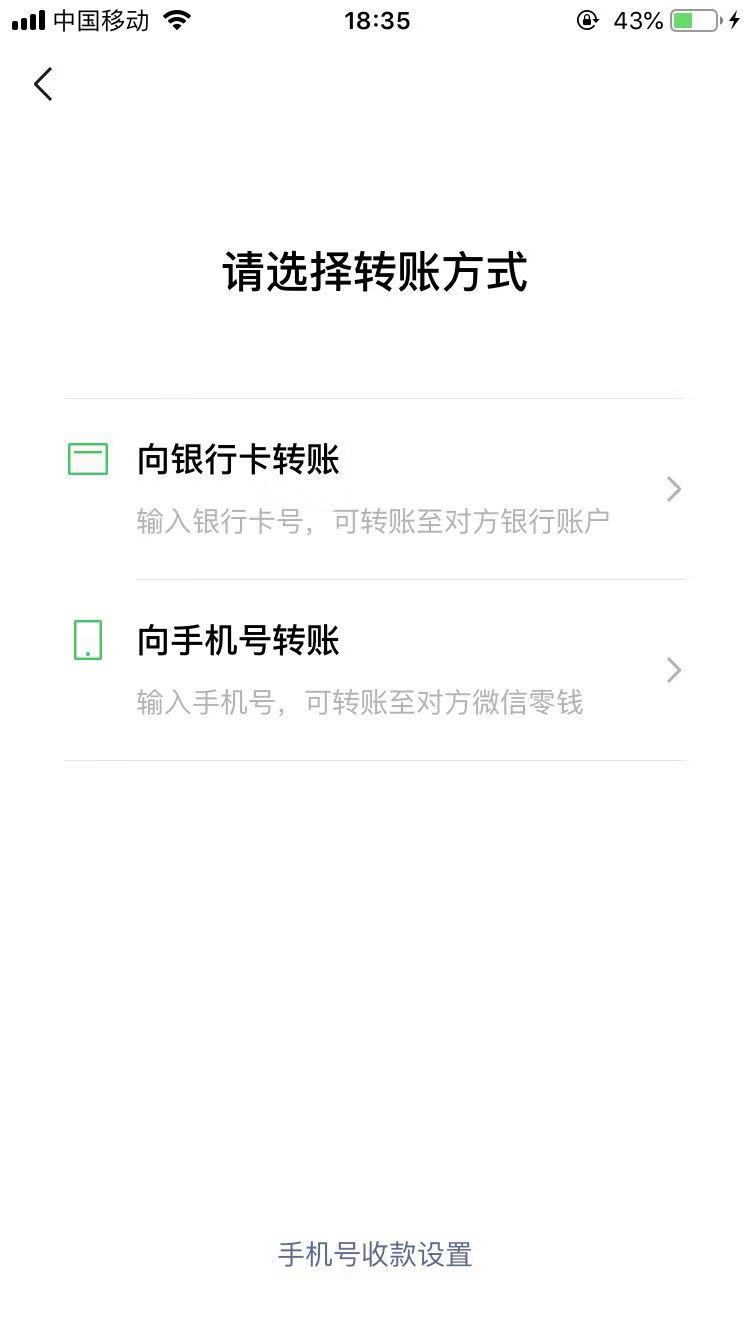 中国移动 18:35 43%
请选择转账方式
向银行卡转账
输入银行卡号，可转账至对方银行账户
向手机号转账
输入手机号，可转账至对方微信零钱
手机号收款设置